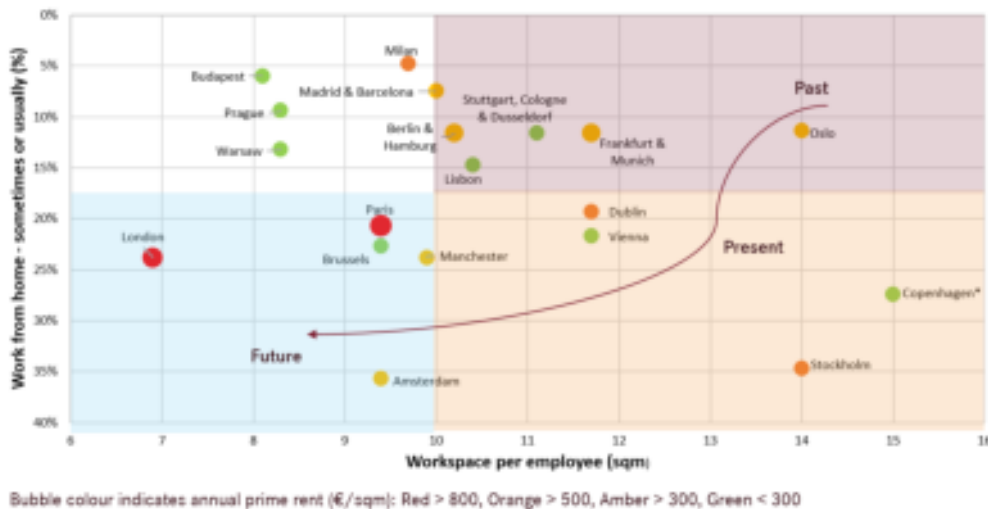 Work from home - sometimes or usually (%)
0%
5%
10%
15%
20%
25%
30%
35%
40%
Milan
Budapest
Madrid & Barcelona
Past
Stuttgart, Cologne
& Dusseldorf
Prague
Berlin &
Hamburg
Oslo
Frankfurt &
Munich
Warsaw
Lisbon
Paris
Dublin
London
Vienna
Present
Brussels
Manchester
Copenhagen*
Future
Stockholm
Amsterdam
6 7 8 9 10 11 12 13 14 15 16
Workspace per employee (sqm)
Bubble colour indicates annual prime rent (€/sqm): Red > 800, Orange > 500, Amber > 300, Green < 300